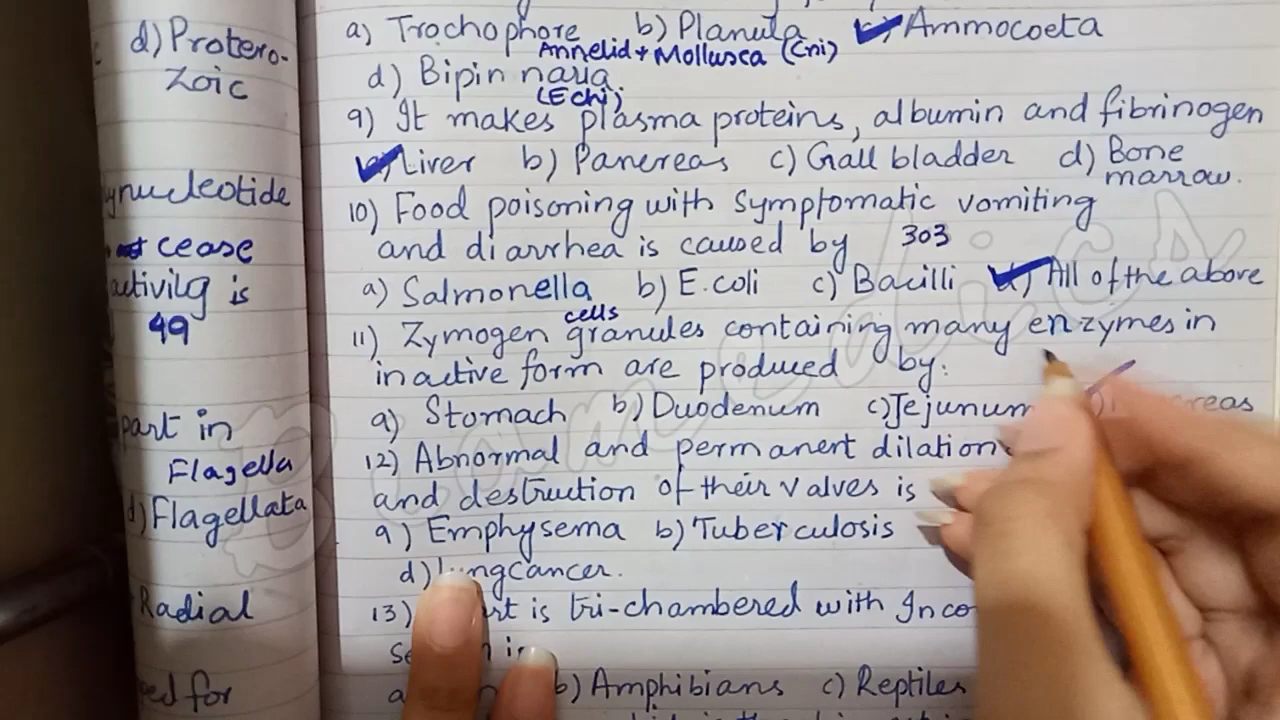 d) Protero-
zoic
ynucleotide
cease
activilg is
49
part in
Flagella
d) Flagellata
Radial
for
a) Trochophore b) Planula Ammocoeta
Annelid + Mollusca (Cni)
d) Bipinnaria
(Echi)
9) It makes plasma proteins, albumin and fibrinogen
a) Liver b) Pancreas c) Gall bladder d) Bone
marrow.
10) Food poisoning with symptomatic vomiting
and diarrhea is caused by 303
a) Salmonella b) E.coli c) Bacilli d) All of the above
cells
11) Zymogen granules containing many enzymes in
inactive form are produced by:
a) Stomach b) Duodenum c) Jejunum reas
12) Abnormal and permanent dilation
and destruction of their valves is
a) Emphysema b) Tuberculosis
d) lung cancer.
13) is tri-chambered with Inco
b) Amphibians c) Reptiles